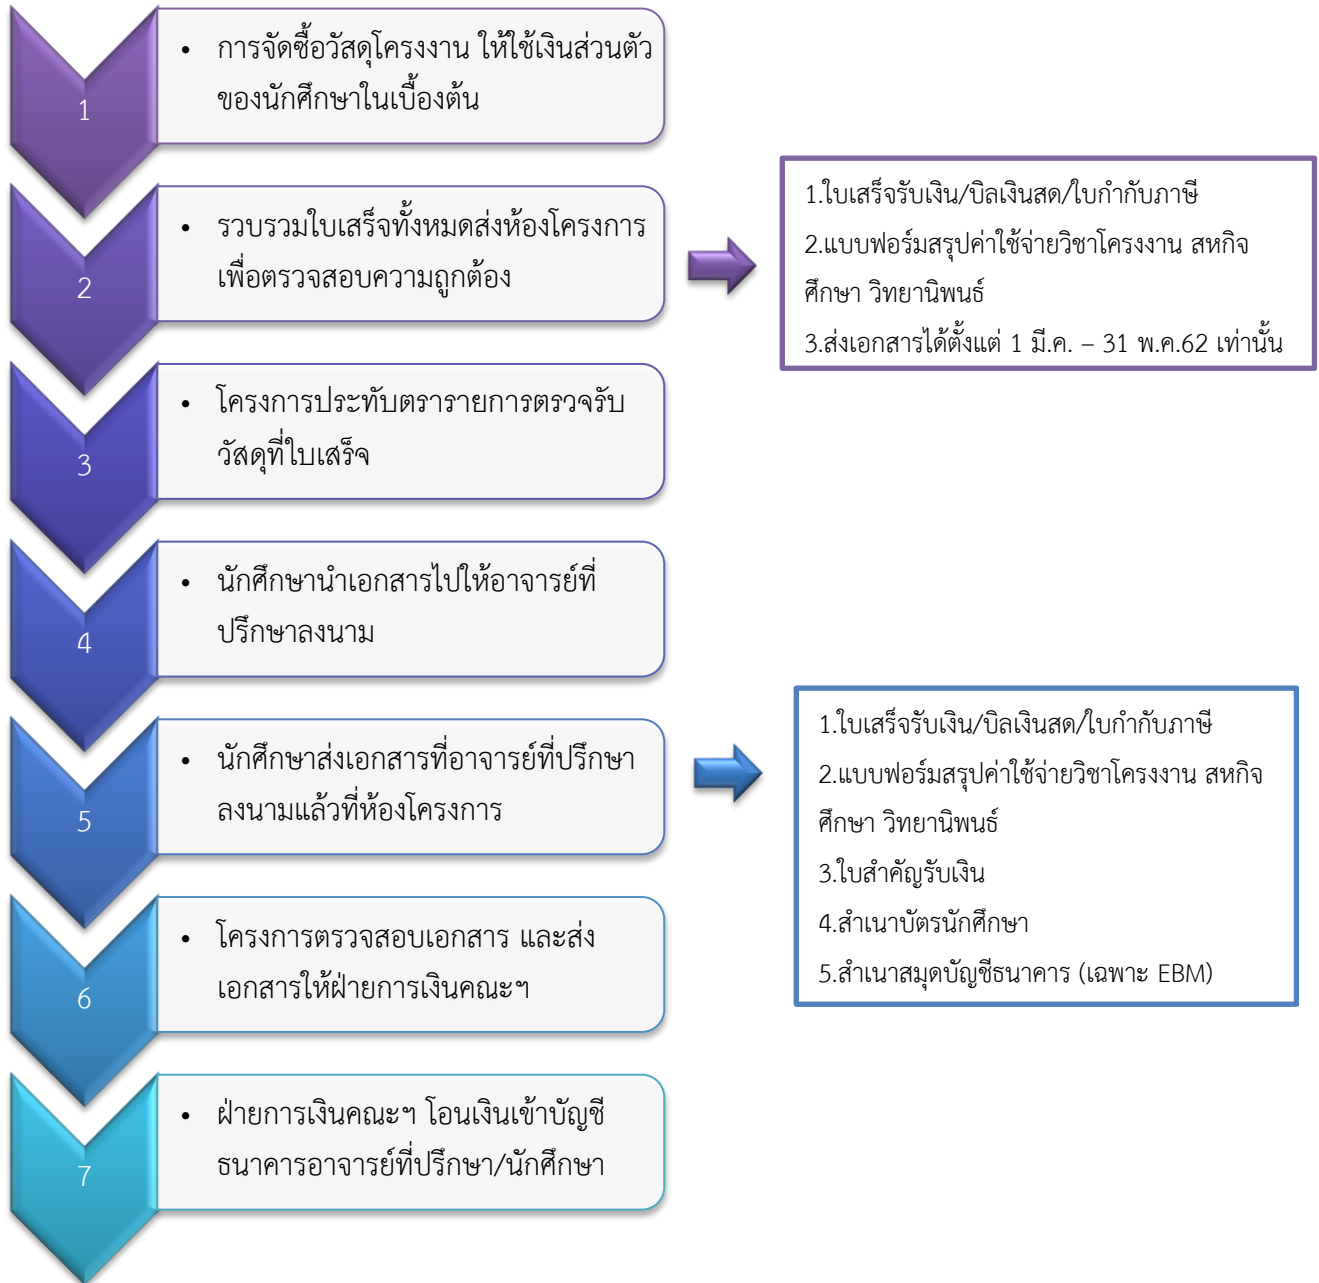 1
• การจัดซื้อวัสดุโครงงาน ให้ใช้เงินส่วนตัว
ของนักศึกษาในเบื้องต้น
2
• รวบรวมใบเสร็จทั้งหมดส่งห้องโครงการ
เพื่อตรวจสอบความถูกต้อง
1.ใบเสร็จรับเงิน/บิลเงินสด/ใบกำกับภาษี
2.แบบฟอร์มสรุปค่าใช้จ่ายวิชาโครงงาน สหกิจ
ศึกษา วิทยานิพนธ์
3.ส่งเอกสารได้ตั้งแต่ 1 มี.ค. – 31 พ.ค.62 เท่านั้น
3
• โครงการประทับตรารายการตรวจรับ
วัสดุที่ใบเสร็จ
4
• นักศึกษานำเอกสารไปให้อาจารย์ที่
ปรึกษาลงนาม
5
• นักศึกษาส่งเอกสารที่อาจารย์ที่ปรึกษา
ลงนามแล้วที่ห้องโครงการ
1.ใบเสร็จรับเงิน/บิลเงินสด/ใบกำกับภาษี
2.แบบฟอร์มสรุปค่าใช้จ่ายวิชาโครงงาน สหกิจ
ศึกษา วิทยานิพนธ์
3.ใบสำคัญรับเงิน
4.สำเนาบัตรนักศึกษา
5.สำเนาสมุดบัญชีธนาคาร (เฉพาะ EBM)
6
• โครงการตรวจสอบเอกสาร และส่ง
เอกสารให้ฝ่ายการเงินคณะฯ
7
• ฝ่ายการเงินคณะฯ โอนเงินเข้าบัญชี
ธนาคารอาจารย์ที่ปรึกษา/นักศึกษา